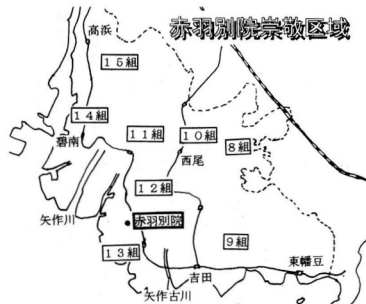 赤羽別院崇敬区域
高浜
15組
14組
碧南
11組
10組
8組
西尾
12組
矢作川
赤羽別院
13組
9組
吉田
東幡豆
矢作古川